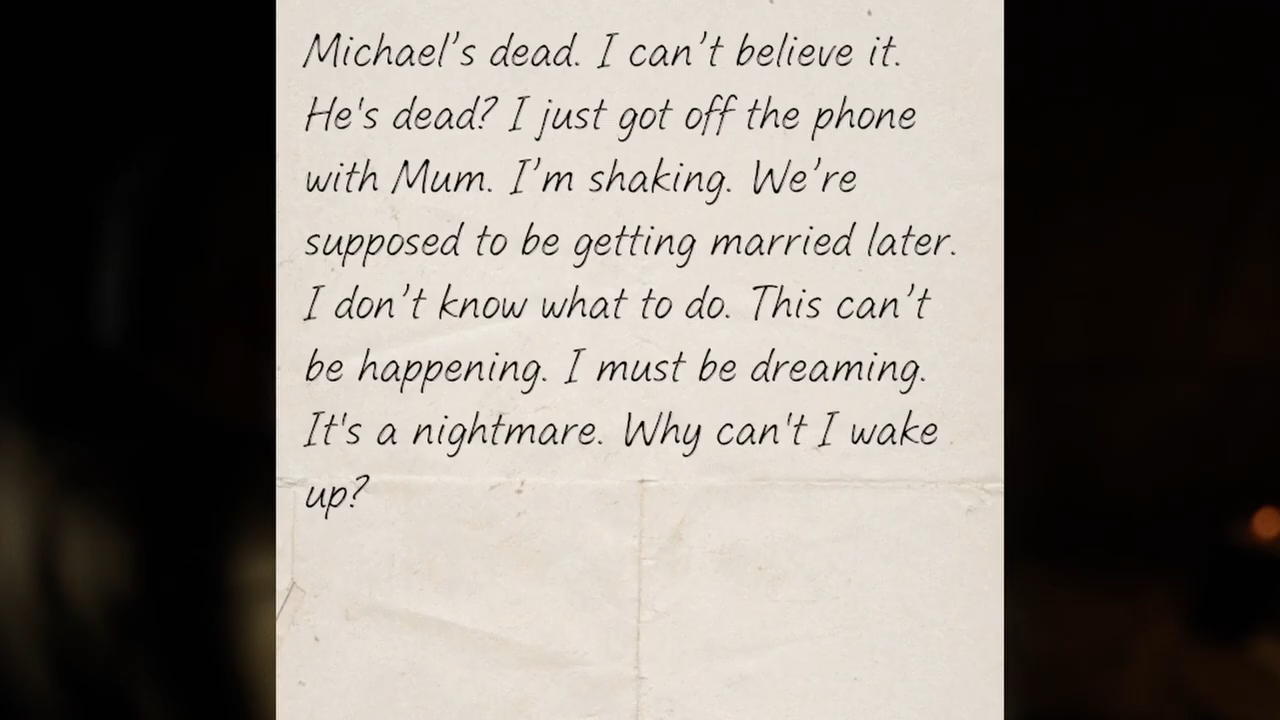 Michael’s dead. I can’t believe it.
He's dead? I just got off the phone
with Mum. I’m shaking. We’re
supposed to be getting married later.
I don’t know what to do. This can’t
be happening. I must be dreaming.
It's a nightmare. Why can't I wake
up?